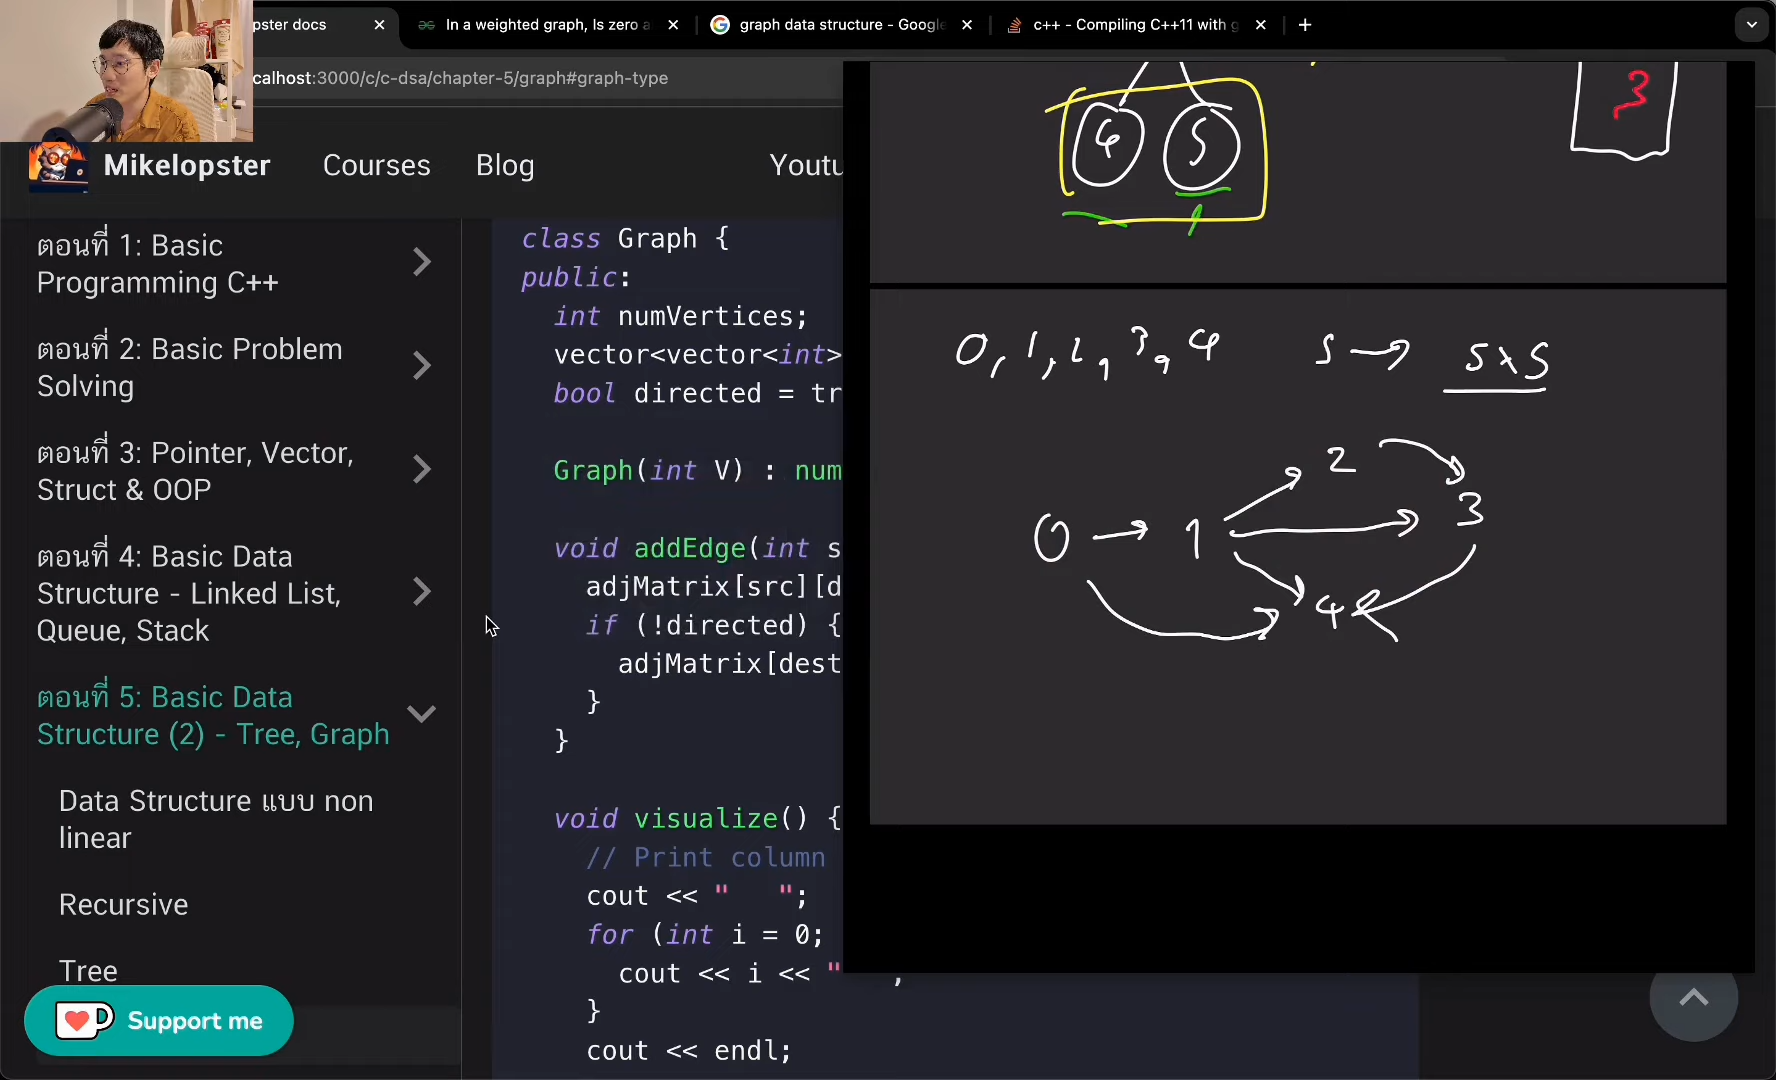 pster docs
In a weighted graph, Is zero a
graph data structure - Google
c++ - Compiling C++11 with g
calhost:3000/c/c-dsa/chapter-5/graph#graph-type
Mikelopster
Courses
Blog
Youtu
ตอนที่ 1: Basic
Programming C++
ตอนที่ 2: Basic Problem
Solving
ตอนที่ 3: Pointer, Vector,
Struct & OOP
ตอนที่ 4: Basic Data
Structure - Linked List,
Queue, Stack
ตอนที่ 5: Basic Data
Structure (2) - Tree, Graph
Data Structure แบบ non
linear
Recursive
Tree
Support me
class Graph {
public:
int numVertices;
vector<vector<int>
bool directed = tr
Graph(int V) : num
void addEdge(int s
adjMatrix[src][d
if (!directed) {
adjMatrix[dest
}
}
void visualize() {
// Print column
cout << "   ";
for (int i = 0;
cout << i << " ,
}
cout << endl;
4 5
3
0, 1, 2, 3, 4
5 → 5x5
2
3
0 → 1
4